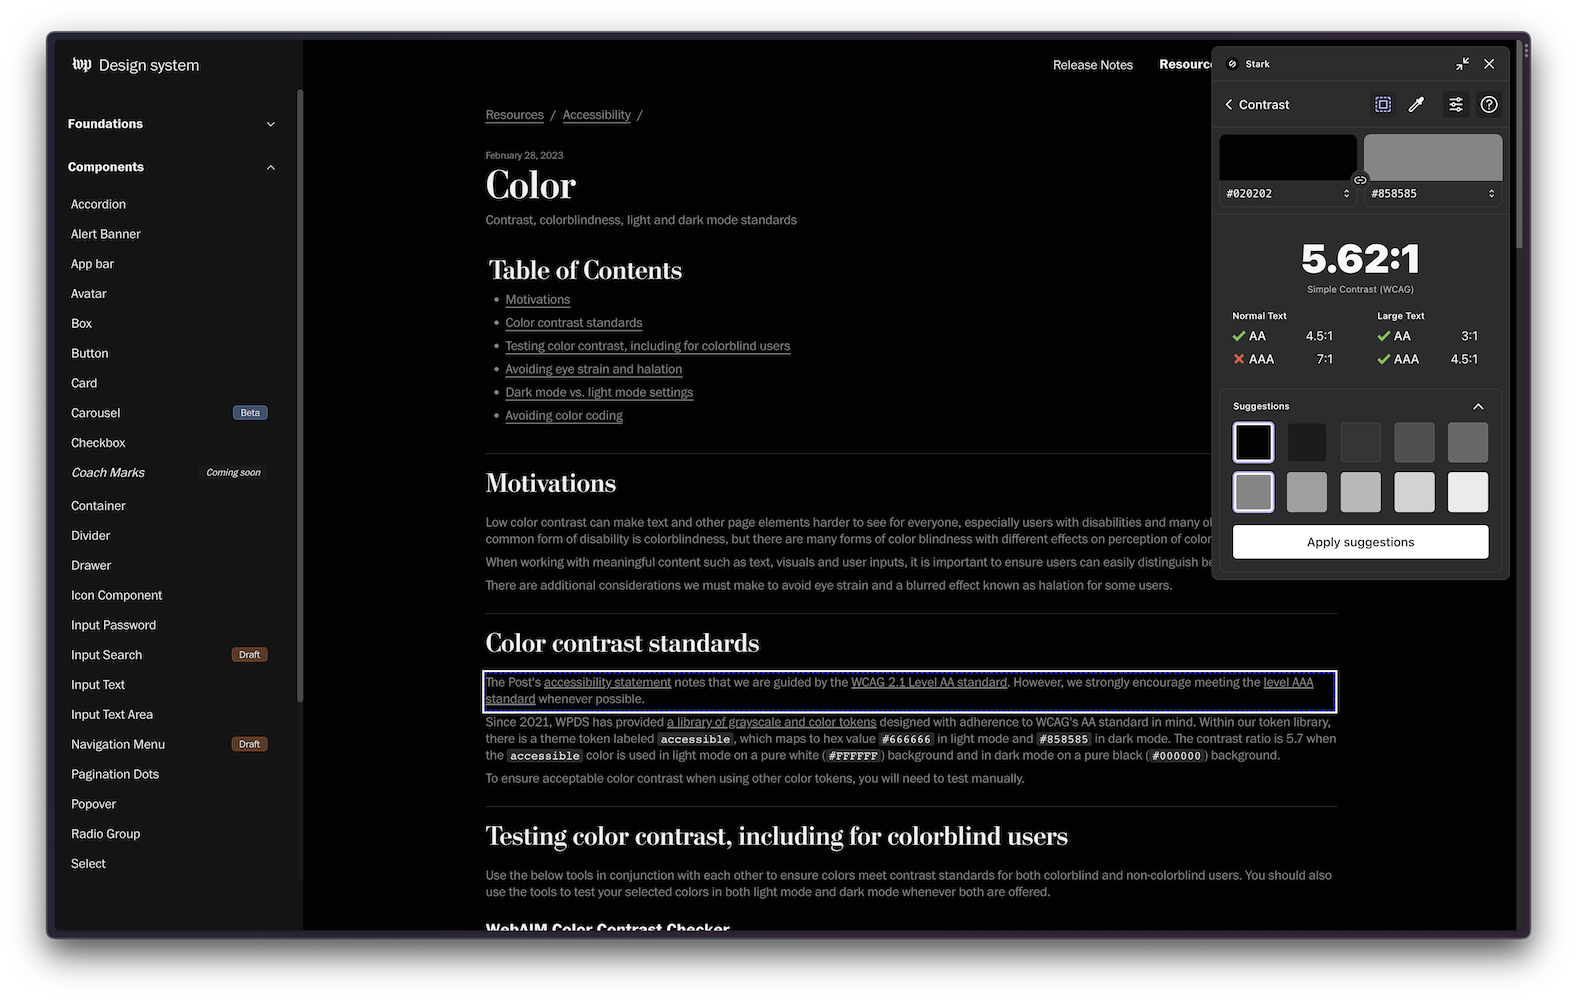 wp Design system
Foundations
Components
Accordion
Alert Banner
App bar
Avatar
Box
Button
Card
Carousel Beta
Checkbox
Coach Marks Coming soon
Container
Divider
Drawer
Icon Component
Input Password
Input Search Draft
Input Text
Input Text Area
Navigation Menu Draft
Pagination Dots
Popover
Radio Group
Select
Release Notes Resourc
Resources / Accessibility /
February 28, 2023
Color
Contrast, colorblindness, light and dark mode standards
Table of Contents
• Motivations
• Color contrast standards
• Testing color contrast, including for colorblind users
• Avoiding eye strain and halation
• Dark mode vs. light mode settings
• Avoiding color coding
Motivations
Low color contrast can make text and other page elements harder to see for everyone, especially users with disabilities and many ol
common form of disability is colorblindness, but there are many forms of color blindness with different effects on perception of color
When working with meaningful content such as text, visuals and user inputs, it is important to ensure users can easily distinguish be
There are additional considerations we must make to avoid eye strain and a blurred effect known as halation for some users.
Color contrast standards
The Post's accessibility statement notes that we are guided by the WCAG 2.1 Level AA standard. However, we strongly encourage meeting the level AAA
standard whenever possible.
Since 2021, WPDS has provided a library of grayscale and color tokens designed with adherence to WCAG's AA standard in mind. Within our token library,
there is a theme token labeled accessible, which maps to hex value #666666 in light mode and #858585 in dark mode. The contrast ratio is 5.7 when
the accessible color is used in light mode on a pure white (#FFFFFF) background and in dark mode on a pure black (#000000) background.
To ensure acceptable color contrast when using other color tokens, you will need to test manually.
Testing color contrast, including for colorblind users
Use the below tools in conjunction with each other to ensure colors meet contrast standards for both colorblind and non-colorblind users. You should also
use the tools to test your selected colors in both light mode and dark mode whenever both are offered.
WebAIM Color Contrast Checker
Stark
Contrast
#020202 #858585
5.62:1
Simple Contrast (WCAG)
Normal Text Large Text
AA 4.5:1 AA 3:1
AAA 7:1 AAA 4.5:1
Suggestions
Apply suggestions